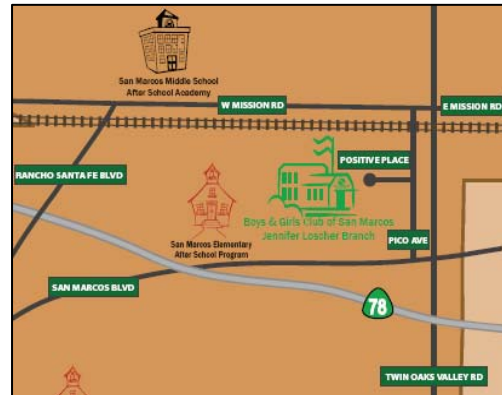 San Marcos Middle School
After School Academy
W MISSION RD
E MISSION RD
POSITIVE PLACE
RANCHO SANTA FE BLVD
Boys & Girls Club of San Marcos
Jennifer Loscher Branch
San Marcos Elementary
After School Program
PICO AVE
SAN MARCOS BLVD
78
TWIN OAKS VALLEY RD